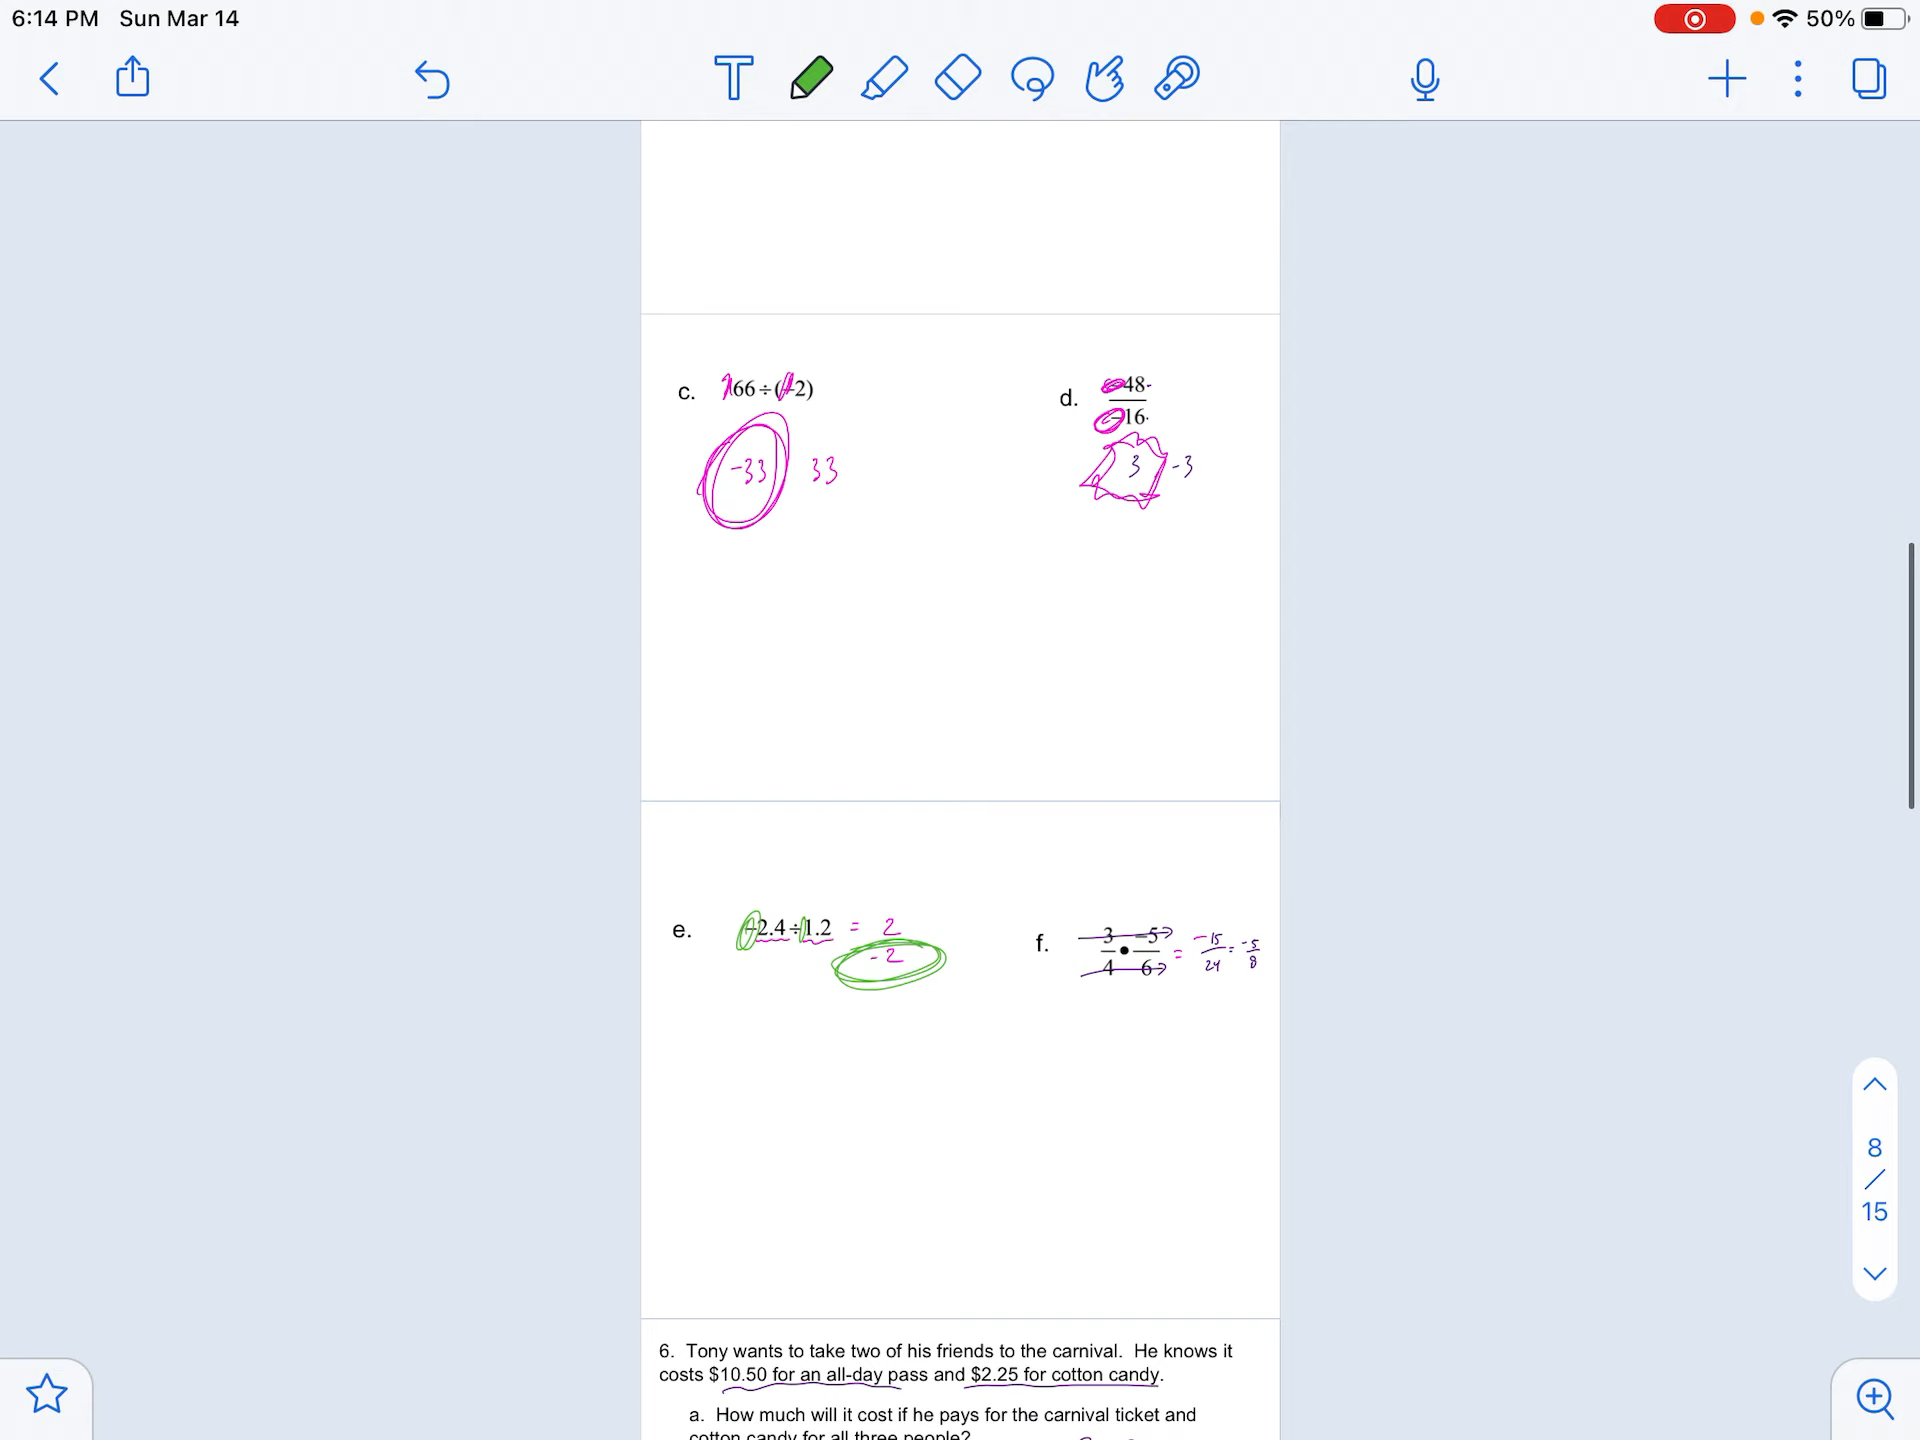 6:14 PM Sun Mar 14
50%
c. 66 ÷ (-2)
-33 33
d. -48
-16
3 -3
e. -2.4 ÷ 1.2 = 2
-2
f. 3/4 • -5/6 = -15/24 = -5/8
8
/
15
6. Tony wants to take two of his friends to the carnival. He knows it
costs $10.50 for an all-day pass and $2.25 for cotton candy.
a. How much will it cost if he pays for the carnival ticket and
cotton candy for all three people?